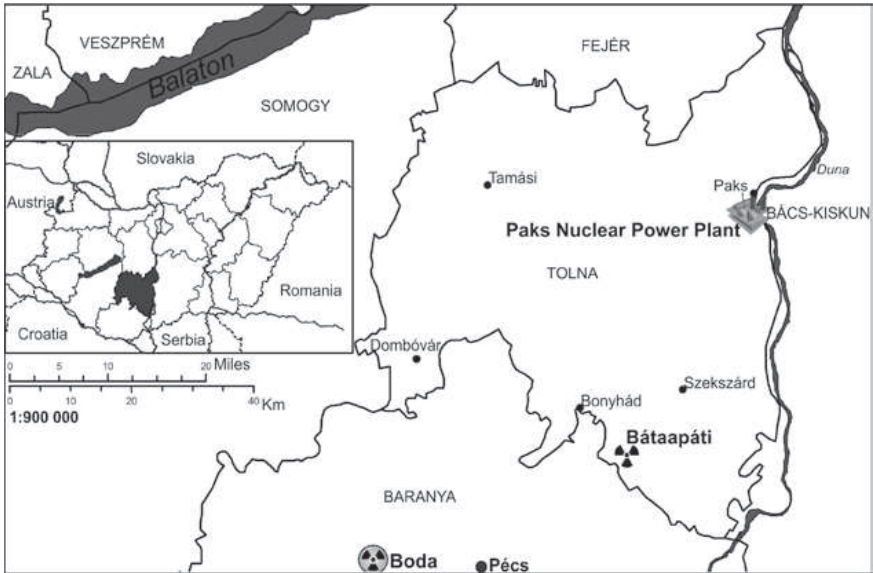 VESZPRÉM
FEJÉR
ZALA
Balaton
SOMOGY
Slovakia
Austria
Romania
Croatia
Serbia
Tamási
Paks
Duna
BÁCS-KISKUN
Paks Nuclear Power Plant
TOLNA
Dombóvár
0 5 10 20 Miles
0 10 20 40 Km
1:900 000
Szekszárd
Bonyhád
Bátaapáti
BARANYA
Boda
Pécs